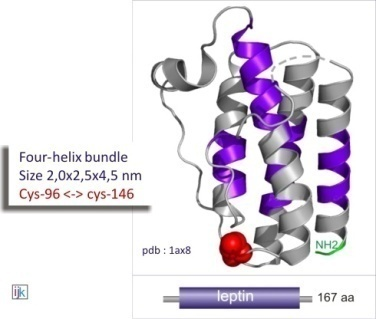 Four-helix bundle
Size 2,0x2,5x4,5 nm
Cys-96 <-> cys-146
pdb : 1ax8
NH2
ijk
leptin
167 aa